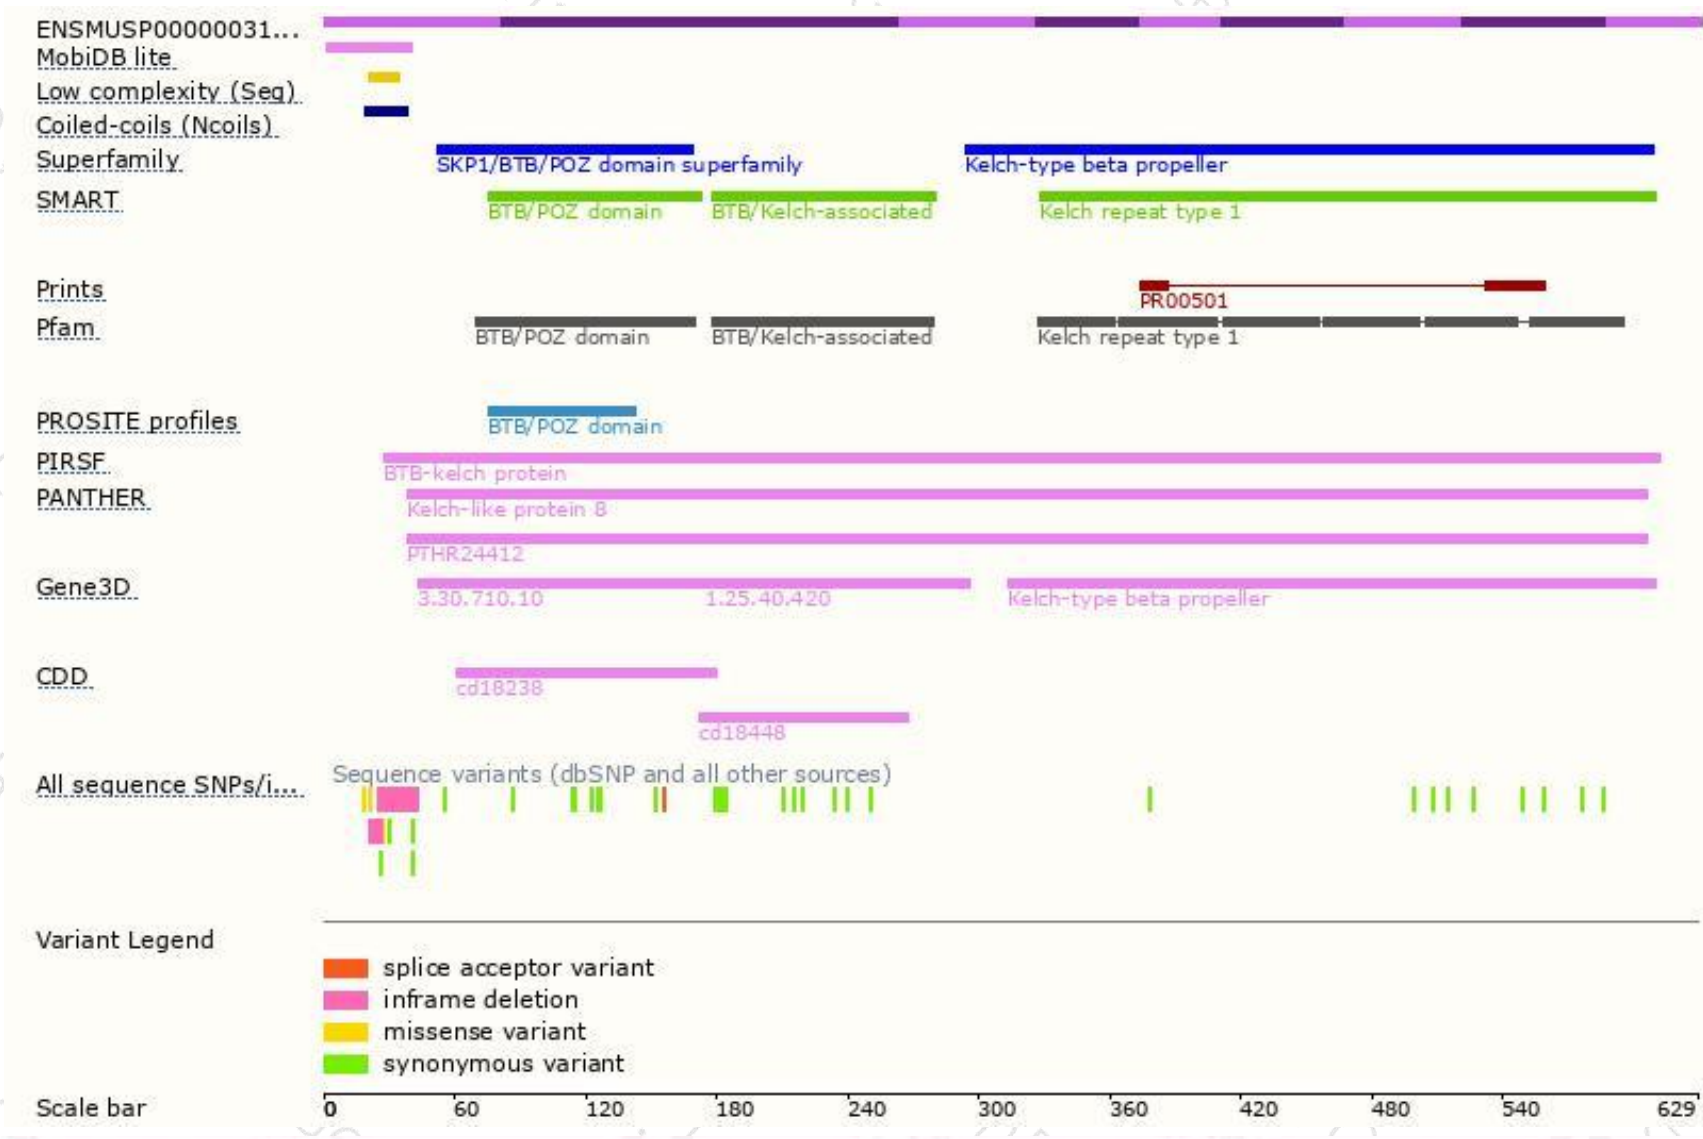 ENSMUSP00000031...
MobiDB lite
Low complexity (Seg)
Coiled-coils (Ncoils)
Superfamily
SKP1/BTB/POZ domain superfamily Kelch-type beta propeller
SMART
BTB/POZ domain BTB/Kelch-associated Kelch repeat type 1
Prints
PR00501
Pfam
BTB/POZ domain BTB/Kelch-associated Kelch repeat type 1
PROSITE profiles
BTB/POZ domain
PIRSF
BTB-kelch protein
PANTHER
Kelch-like protein 8
PTHR24412
Gene3D
3.30.710.10 1.25.40.420 Kelch-type beta propeller
CDD
cd18238
cd18448
All sequence SNPs/i...
Sequence variants (dbSNP and all other sources)
Variant Legend
splice acceptor variant
inframe deletion
missense variant
synonymous variant
Scale bar 0 60 120 180 240 300 360 420 480 540 629